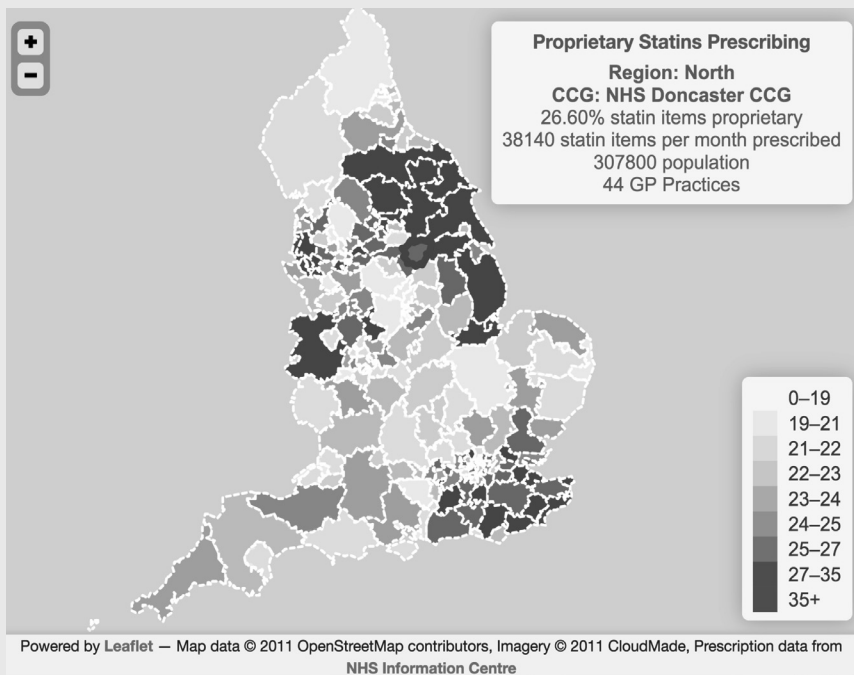 +
−
Proprietary Statins Prescribing
Region: North
CCG: NHS Doncaster CCG
26.60% statin items proprietary
38140 statin items per month prescribed
307800 population
44 GP Practices
0–19
19–21
21–22
22–23
23–24
24–25
25–27
27–35
35+
Powered by Leaflet — Map data © 2011 OpenStreetMap contributors, Imagery © 2011 CloudMade, Prescription data from
NHS Information Centre